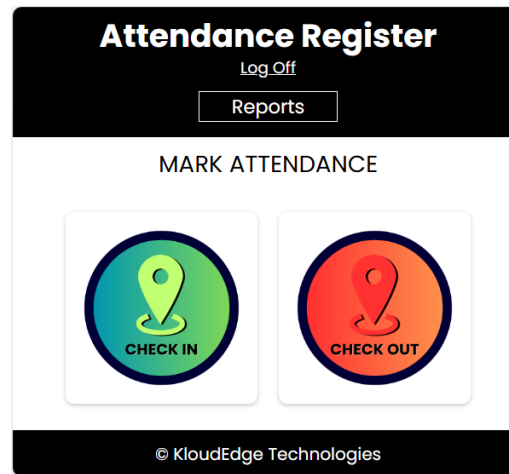 Attendance Register
Log Off
Reports
MARK ATTENDANCE
CHECK IN
CHECK OUT
© KloudEdge Technologies